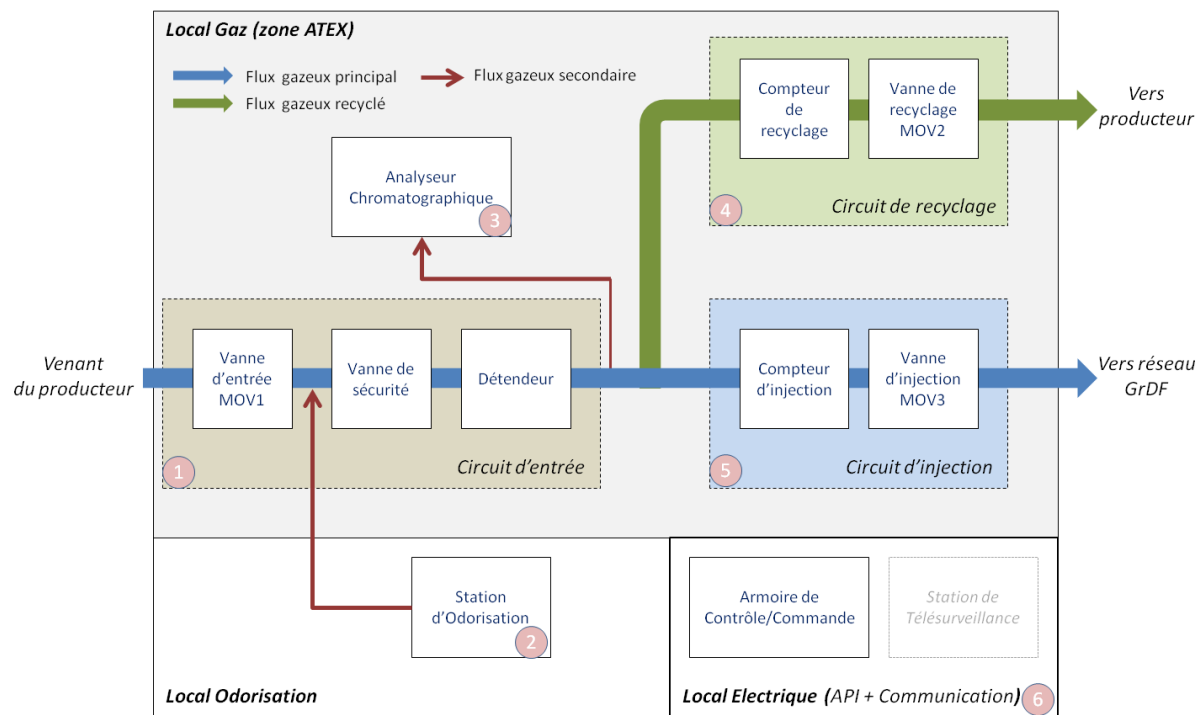 Local Gaz (zone ATEX)
Flux gazeux principal
Flux gazeux secondaire
Flux gazeux recyclé
Compteur
de
recyclage
Vanne de
recyclage
MOV2
Vers
producteur
Analyseur
Chromatographique
3
4
Circuit de recyclage
Venant
du producteur
Vanne
d'entrée
MOV1
Vanne de
sécurité
Détendeur
Compteur
d'injection
Vanne
d'injection
MOV3
Vers réseau
GrDF
1
Circuit d'entrée
5
Circuit d'injection
Station
d'Odorisation
2
Armoire de
Contrôle/Commande
Station de
Télésurveillance
Local Odorisation
Local Electrique (API + Communication)
6